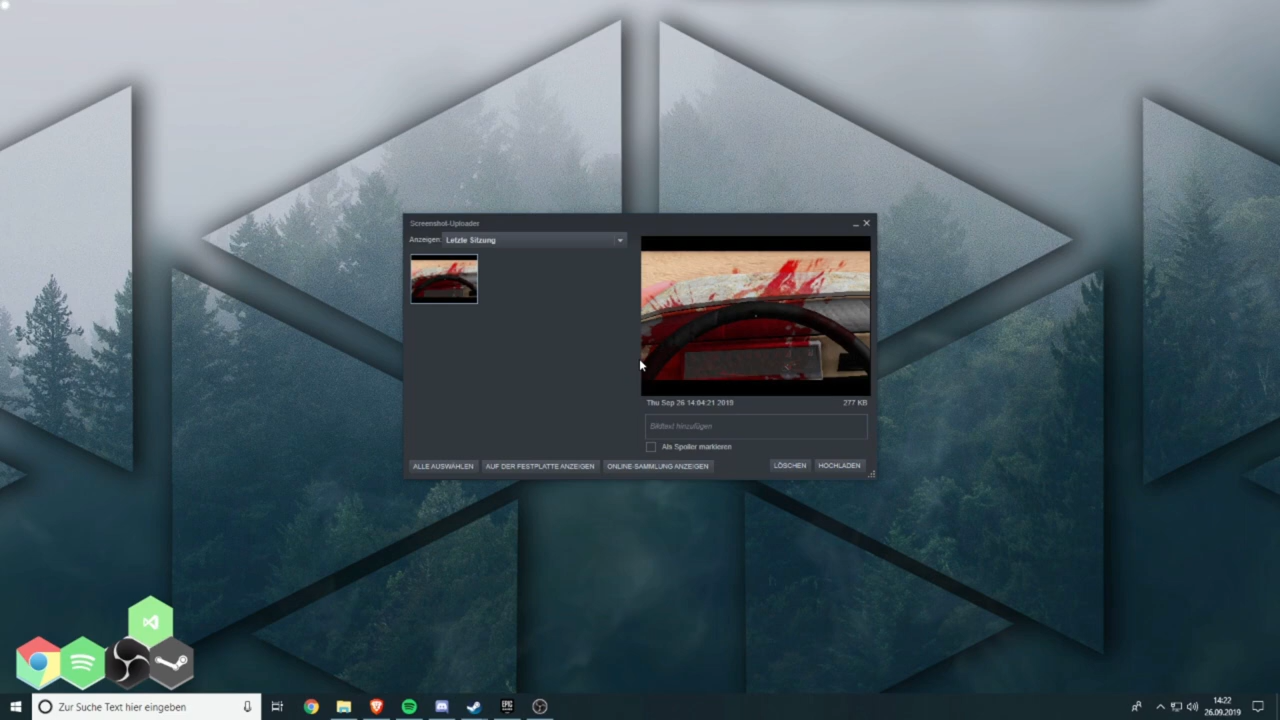 Screenshot-Uploader
Anzeigen: Letzte Sitzung
Thu Sep 26 14:04:21 2019 277 KB
Bildtext hinzufügen
Als Spoiler markieren
ALLE AUSWÄHLEN AUF DER FESTPLATTE ANZEIGEN ONLINE-SAMMLUNG ANZEIGEN LÖSCHEN HOCHLADEN
Zur Suche Text hier eingeben
EPIC
14:22
26.09.2019